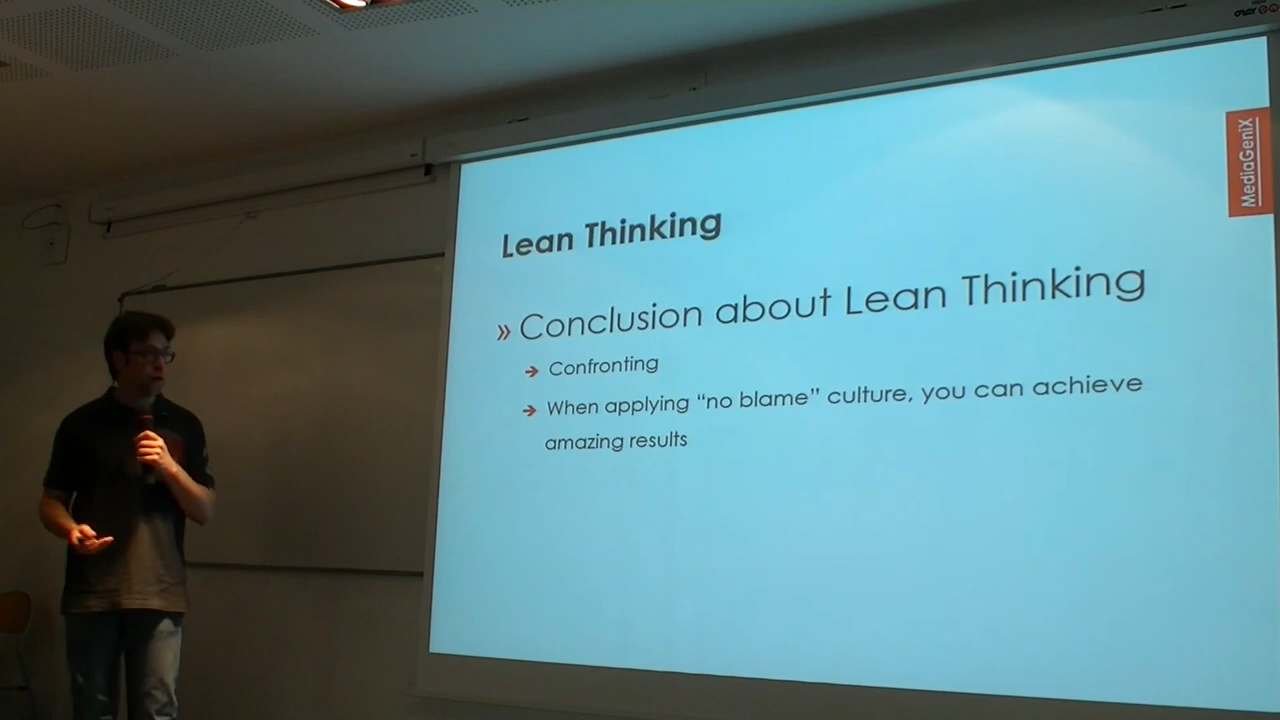 MediaGeniX
Lean Thinking
» Conclusion about Lean Thinking
➔ Confronting
➔ When applying “no blame” culture, you can achieve
amazing results